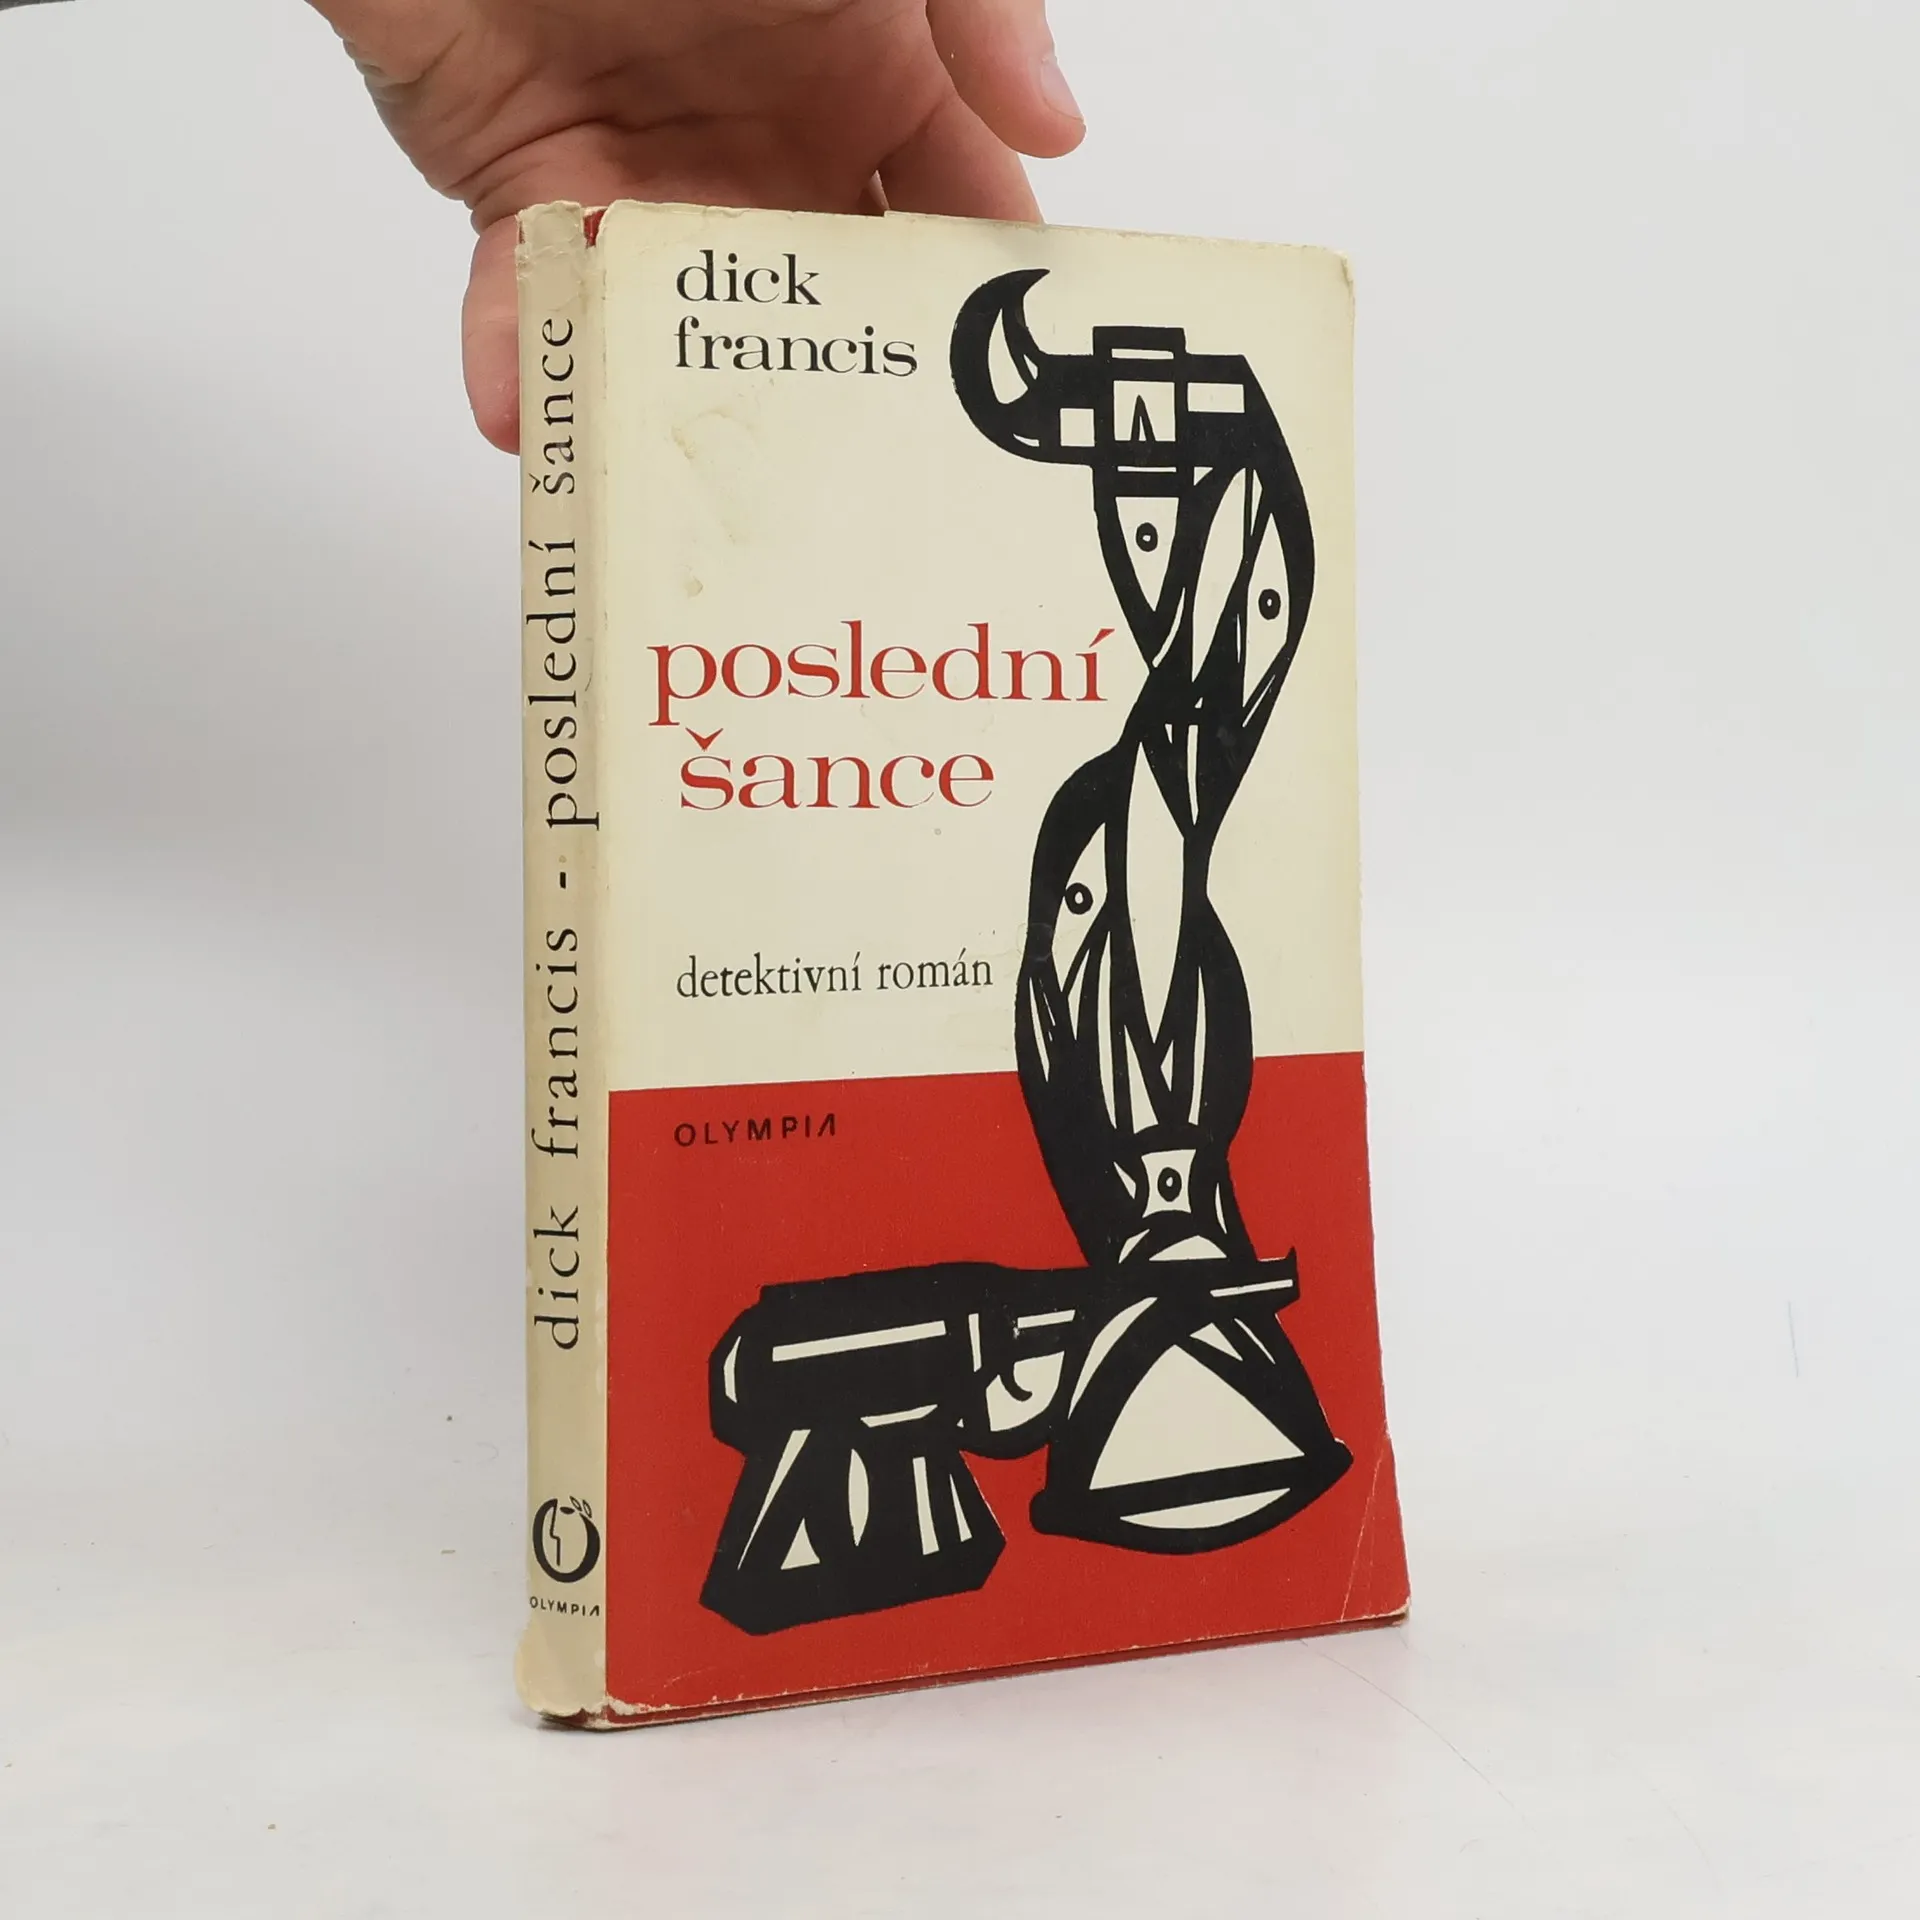 dick
francis
poslední
šance
detektivní román
OLYMPIA
dick francis - poslední šance
OLYMPIA